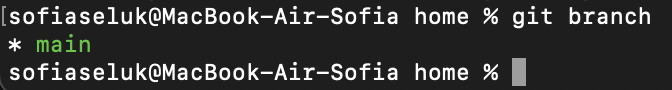 [sofiaseluk@MacBook-Air-Sofia home % git branch
* main
sofiaseluk@MacBook-Air-Sofia home %